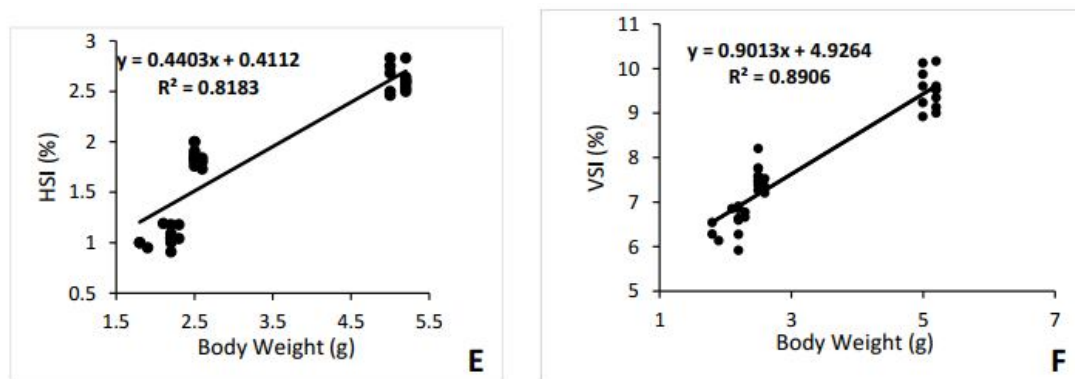 3
2.5
2
1.5
1
0.5
HSI (%)
y = 0.4403x + 0.4112
R² = 0.8183
1.5 2.5 3.5 4.5 5.5
Body Weight (g)
E
11
10
9
8
7
6
5
VSI (%)
y = 0.9013x + 4.9264
R² = 0.8906
1 3 5 7
Body Weight (g)
F